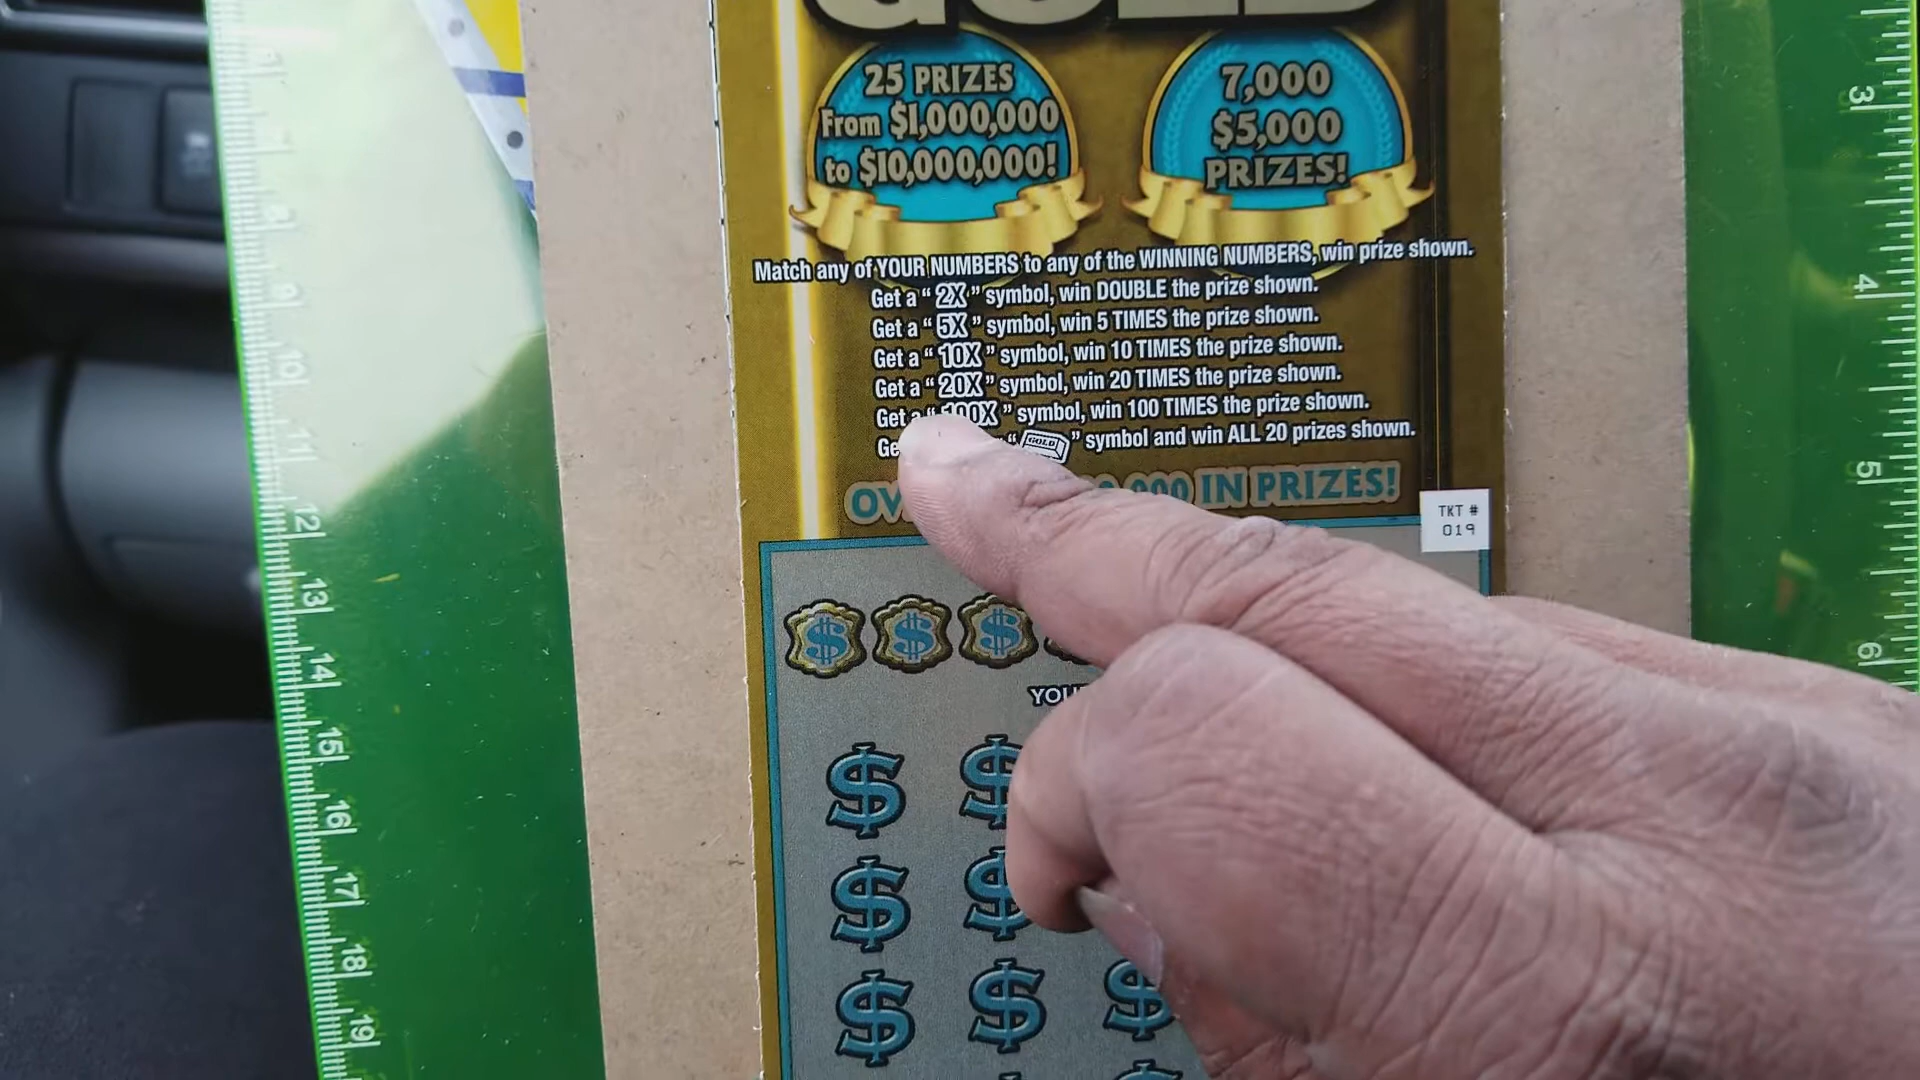 GOLD
25 PRIZES
From $1,000,000
to $10,000,000!
7,000
$5,000
PRIZES!
Match any of YOUR NUMBERS to any of the WINNING NUMBERS, win prize shown.
Get a "2X" symbol, win DOUBLE the prize shown.
Get a "5X" symbol, win 5 TIMES the prize shown.
Get a "10X" symbol, win 10 TIMES the prize shown.
Get a "20X" symbol, win 20 TIMES the prize shown.
Get a "100X" symbol, win 100 TIMES the prize shown.
"GOLD" symbol and win ALL 20 prizes shown.
IN PRIZES!
TKT #
019
$ $ $
$ $
$ $
$ $ $
3
4
5
6
10
11
12
13
14
15
16
17
18
19